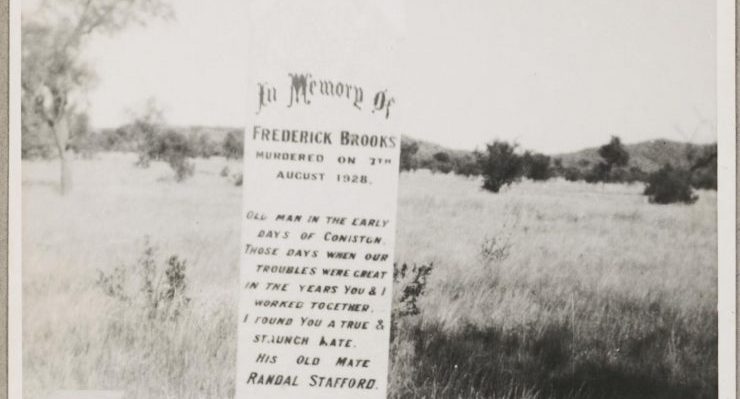 In Memory Of
FREDERICK BROOKS
MURDERED ON 7TH
AUGUST 1928.
OLD MAN IN THE EARLY
DAYS OF CONISTON.
THOSE DAYS WHEN OUR
TROUBLES WERE GREAT
IN THE YEARS YOU & I
WORKED TOGETHER.
I FOUND YOU A TRUE &
STAUNCH MATE.
HIS OLD MATE
RANDAL STAFFORD.